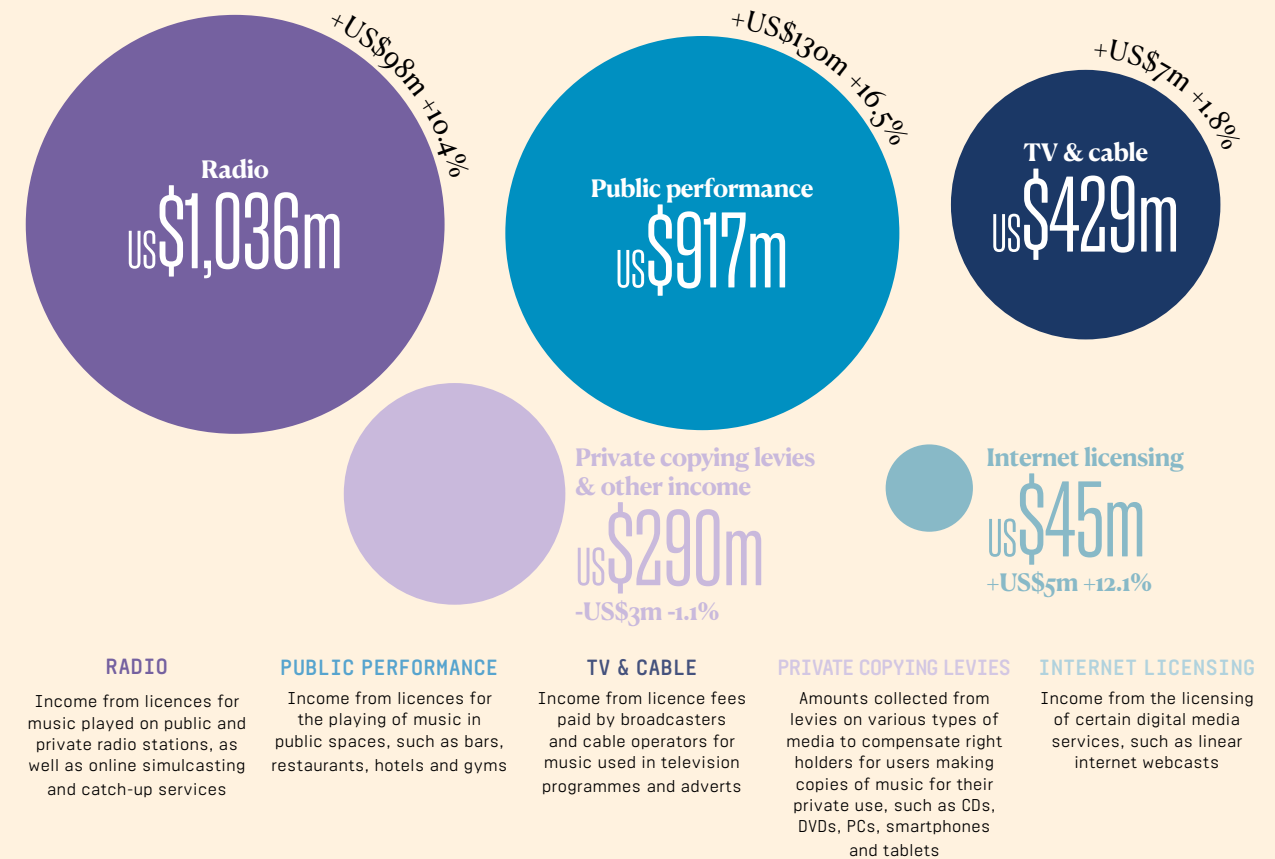 +US$98m +10.4%
Radio
US$1,036m
+US$130m +16.5%
Public performance
US$917m
+US$7m +1.8%
TV & cable
US$429m
Private copying levies
& other income
US$290m
-US$3m -1.1%
Internet licensing
US$45m
+US$5m +12.1%
RADIO
Income from licences for
music played on public and
private radio stations, as
well as online simulcasting
and catch-up services
PUBLIC PERFORMANCE
Income from licences for
the playing of music in
public spaces, such as bars,
restaurants, hotels and gyms
TV & CABLE
Income from licence fees
paid by broadcasters
and cable operators for
music used in television
programmes and adverts
PRIVATE COPYING LEVIES
Amounts collected from
levies on various types of
media to compensate right
holders for users making
copies of music for their
private use, such as CDs,
DVDs, PCs, smartphones
and tablets
INTERNET LICENSING
Income from the licensing
of certain digital media
services, such as linear
internet webcasts